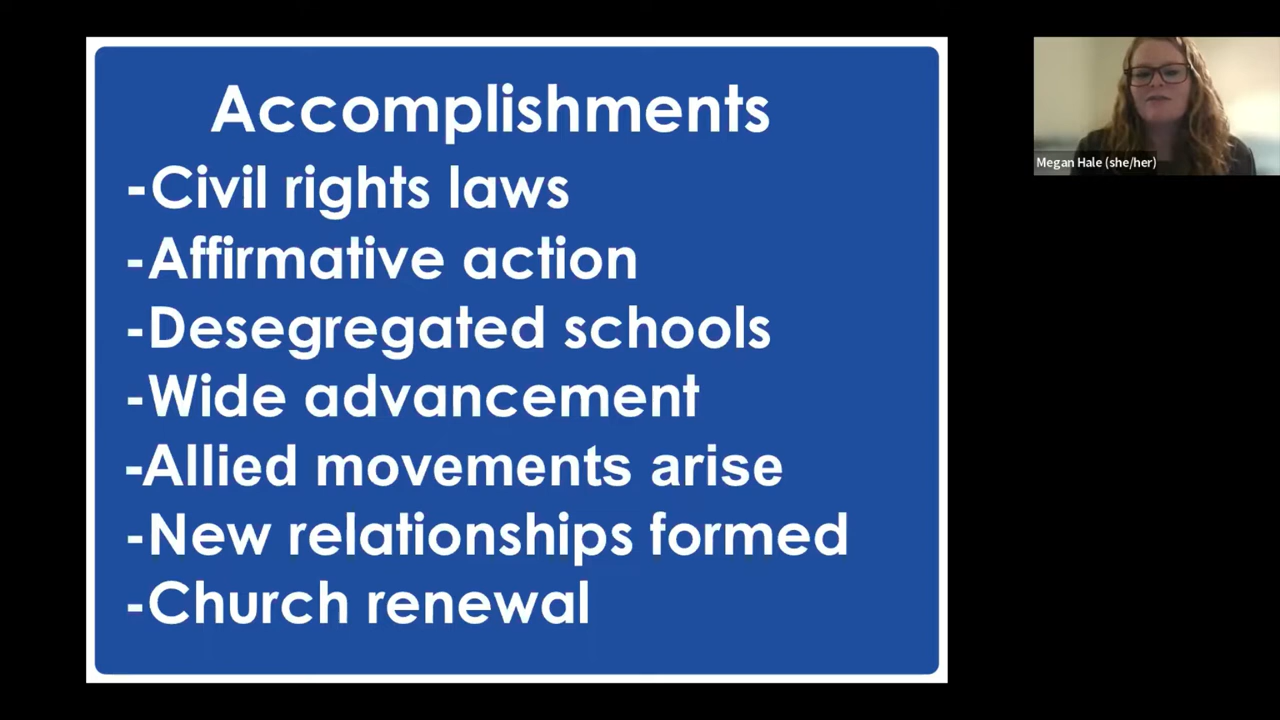 Accomplishments
-Civil rights laws
-Affirmative action
-Desegregated schools
-Wide advancement
-Allied movements arise
-New relationships formed
-Church renewal
Megan Hale (she/her)